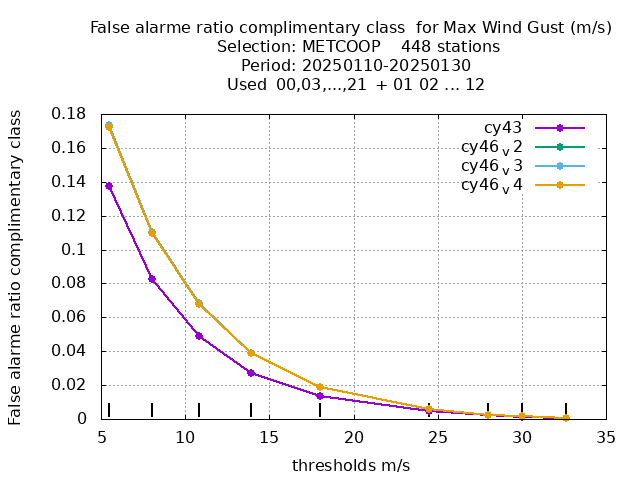 False alarme ratio complimentary class  for Max Wind Gust (m/s)
Selection: METCOOP    448 stations
Period: 20250110-20250130
Used  00,03,...,21  + 01 02 ... 12
False alarme ratio complimentary class
0.18
0.16
0.14
0.12
0.1
0.08
0.06
0.04
0.02
0
cy43
cy46v2
cy46v3
cy46v4
5 10 15 20 25 30 35
thresholds m/s